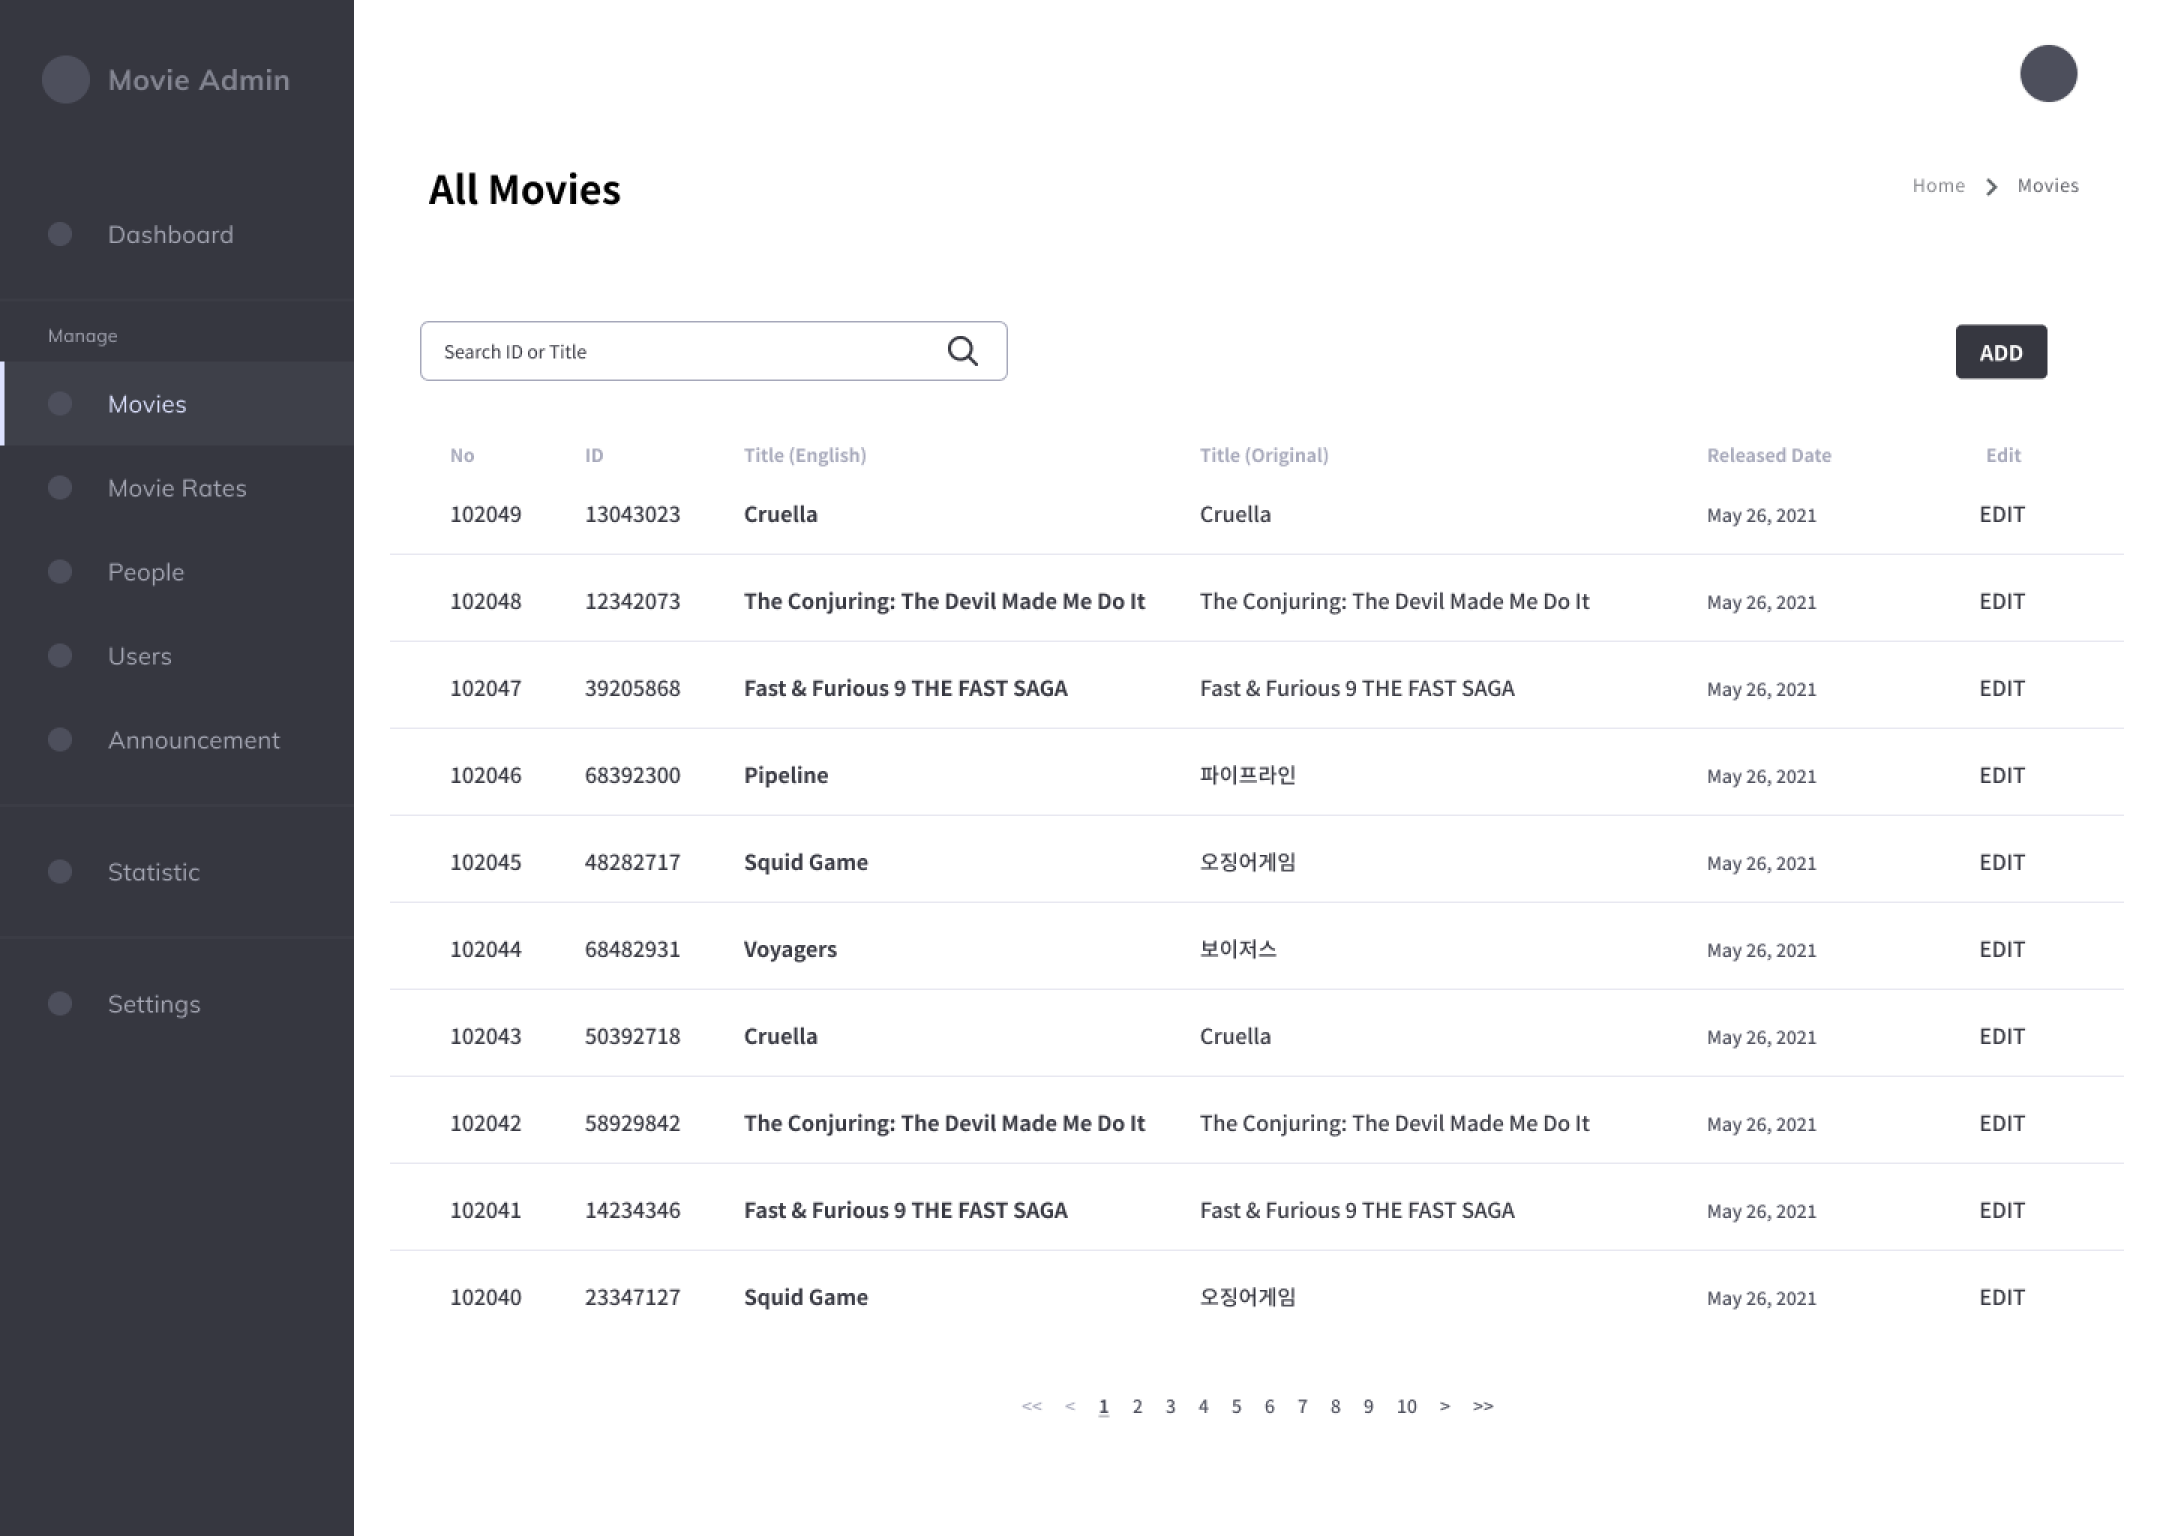 Movie Admin
Dashboard
Manage
Movies
Movie Rates
People
Users
Announcement
Statistic
Settings
All Movies
Home > Movies
Search ID or Title
ADD
No ID Title (English) Title (Original) Released Date Edit
102049 13043023 Cruella Cruella May 26, 2021 EDIT
102048 12342073 The Conjuring: The Devil Made Me Do It The Conjuring: The Devil Made Me Do It May 26, 2021 EDIT
102047 39205868 Fast & Furious 9 THE FAST SAGA Fast & Furious 9 THE FAST SAGA May 26, 2021 EDIT
102046 68392300 Pipeline 파이프라인 May 26, 2021 EDIT
102045 48282717 Squid Game 오징어게임 May 26, 2021 EDIT
102044 68482931 Voyagers 보이저스 May 26, 2021 EDIT
102043 50392718 Cruella Cruella May 26, 2021 EDIT
102042 58929842 The Conjuring: The Devil Made Me Do It The Conjuring: The Devil Made Me Do It May 26, 2021 EDIT
102041 14234346 Fast & Furious 9 THE FAST SAGA Fast & Furious 9 THE FAST SAGA May 26, 2021 EDIT
102040 23347127 Squid Game 오징어게임 May 26, 2021 EDIT
<< < 1 2 3 4 5 6 7 8 9 10 > >>